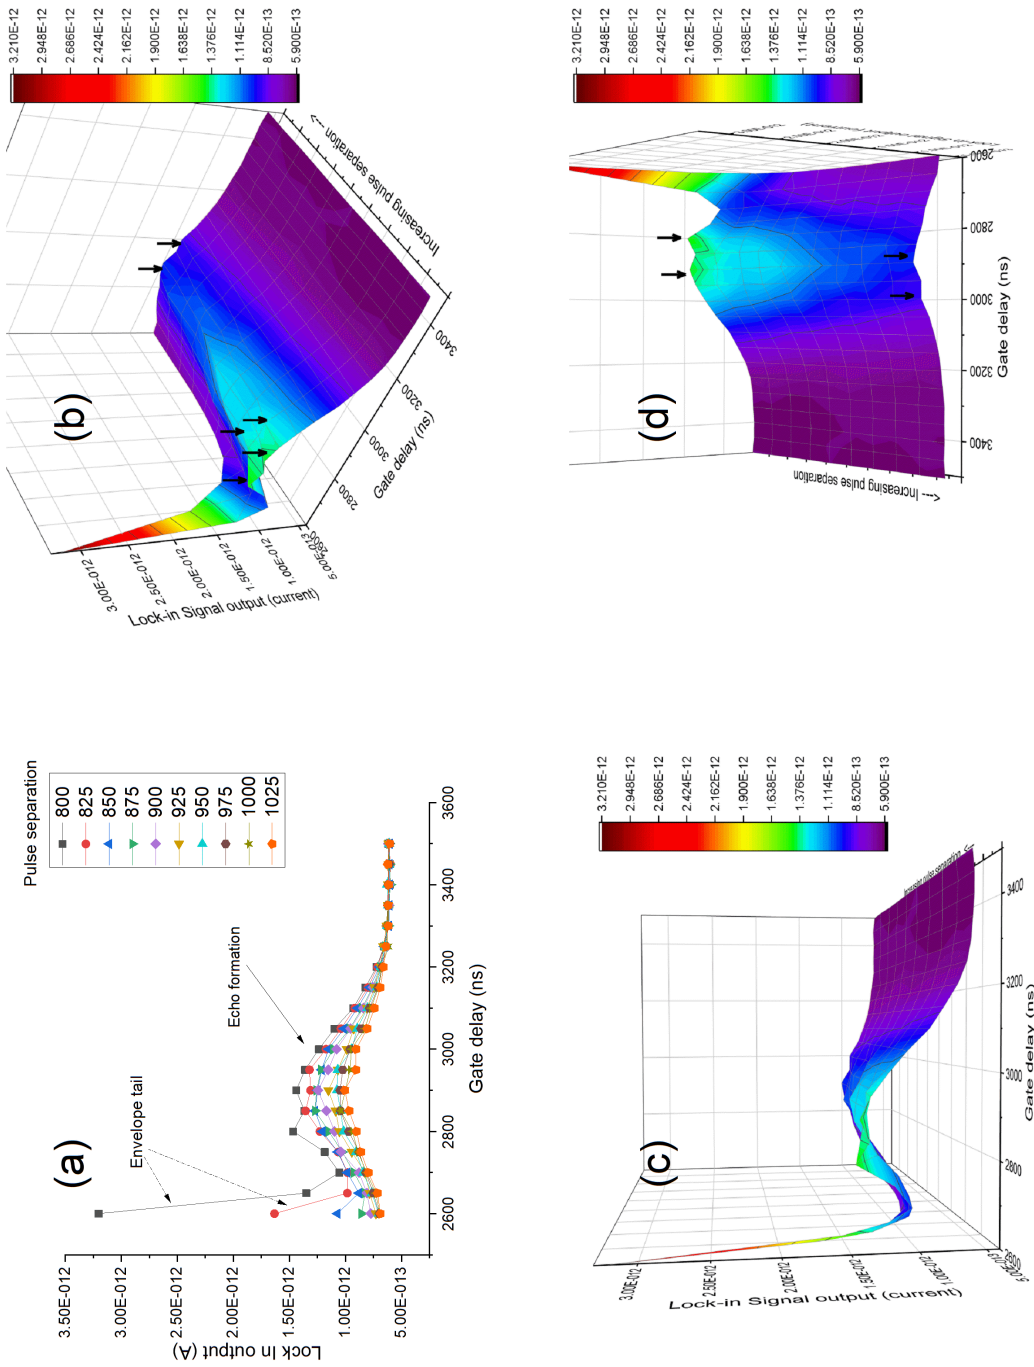 (a)
Pulse separation
800
825
850
875
900
925
950
975
1000
1025
Envelope tail
Echo formation
3.50E-012
3.00E-012
2.50E-012
2.00E-012
1.50E-012
1.00E-012
5.00E-013
Lock In output (A)
2600
2800
3000
3200
3400
3600
Gate delay (ns)
(b)
3.210E-12
2.948E-12
2.686E-12
2.424E-12
2.162E-12
1.900E-12
1.638E-12
1.376E-12
1.114E-12
8.520E-13
5.900E-13
3.00E-012
2.50E-012
2.00E-012
1.50E-012
1.00E-012
5.00E-013
Lock-in Signal output (current)
2600
2800
3000
3200
3400
Gate delay (ns)
Increasing pulse separation --->
(c)
3.210E-12
2.948E-12
2.686E-12
2.424E-12
2.162E-12
1.900E-12
1.638E-12
1.376E-12
1.114E-12
8.520E-13
5.900E-13
3.00E-012
2.50E-012
2.00E-012
1.50E-012
1.00E-012
Lock-in Signal output (current)
2600
2800
3000
3200
3400
Gate delay (ns)
pulse separation
(d)
3.210E-12
2.948E-12
2.686E-12
2.424E-12
2.162E-12
1.900E-12
1.638E-12
1.376E-12
1.114E-12
8.520E-13
5.900E-13
2600
2800
3000
3200
3400
Gate delay (ns)
<--- Increasing pulse separation